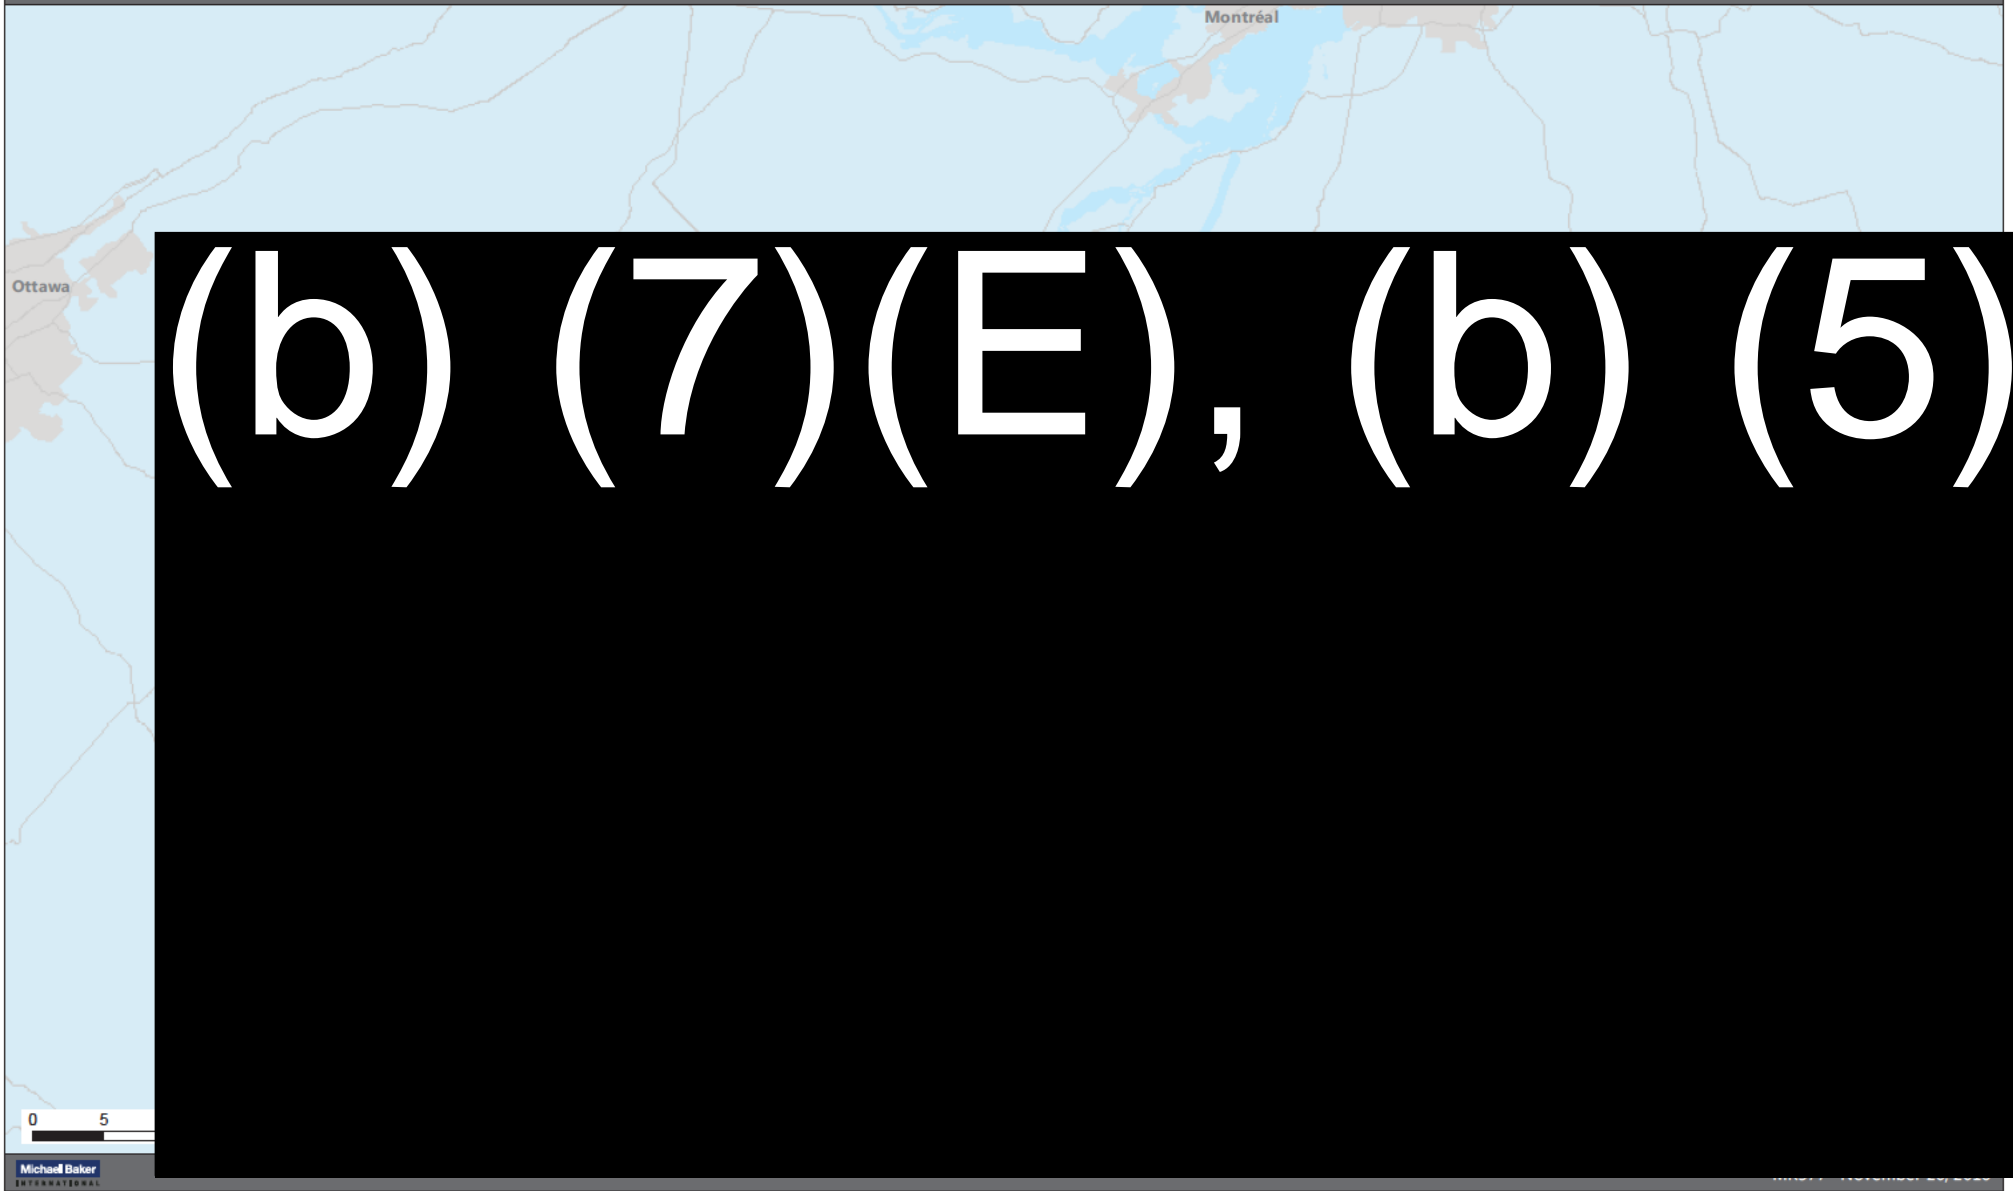 Montréal
Ottawa
(b) (7)(E), (b) (5)
0 5
Michael Baker
INTERNATIONAL